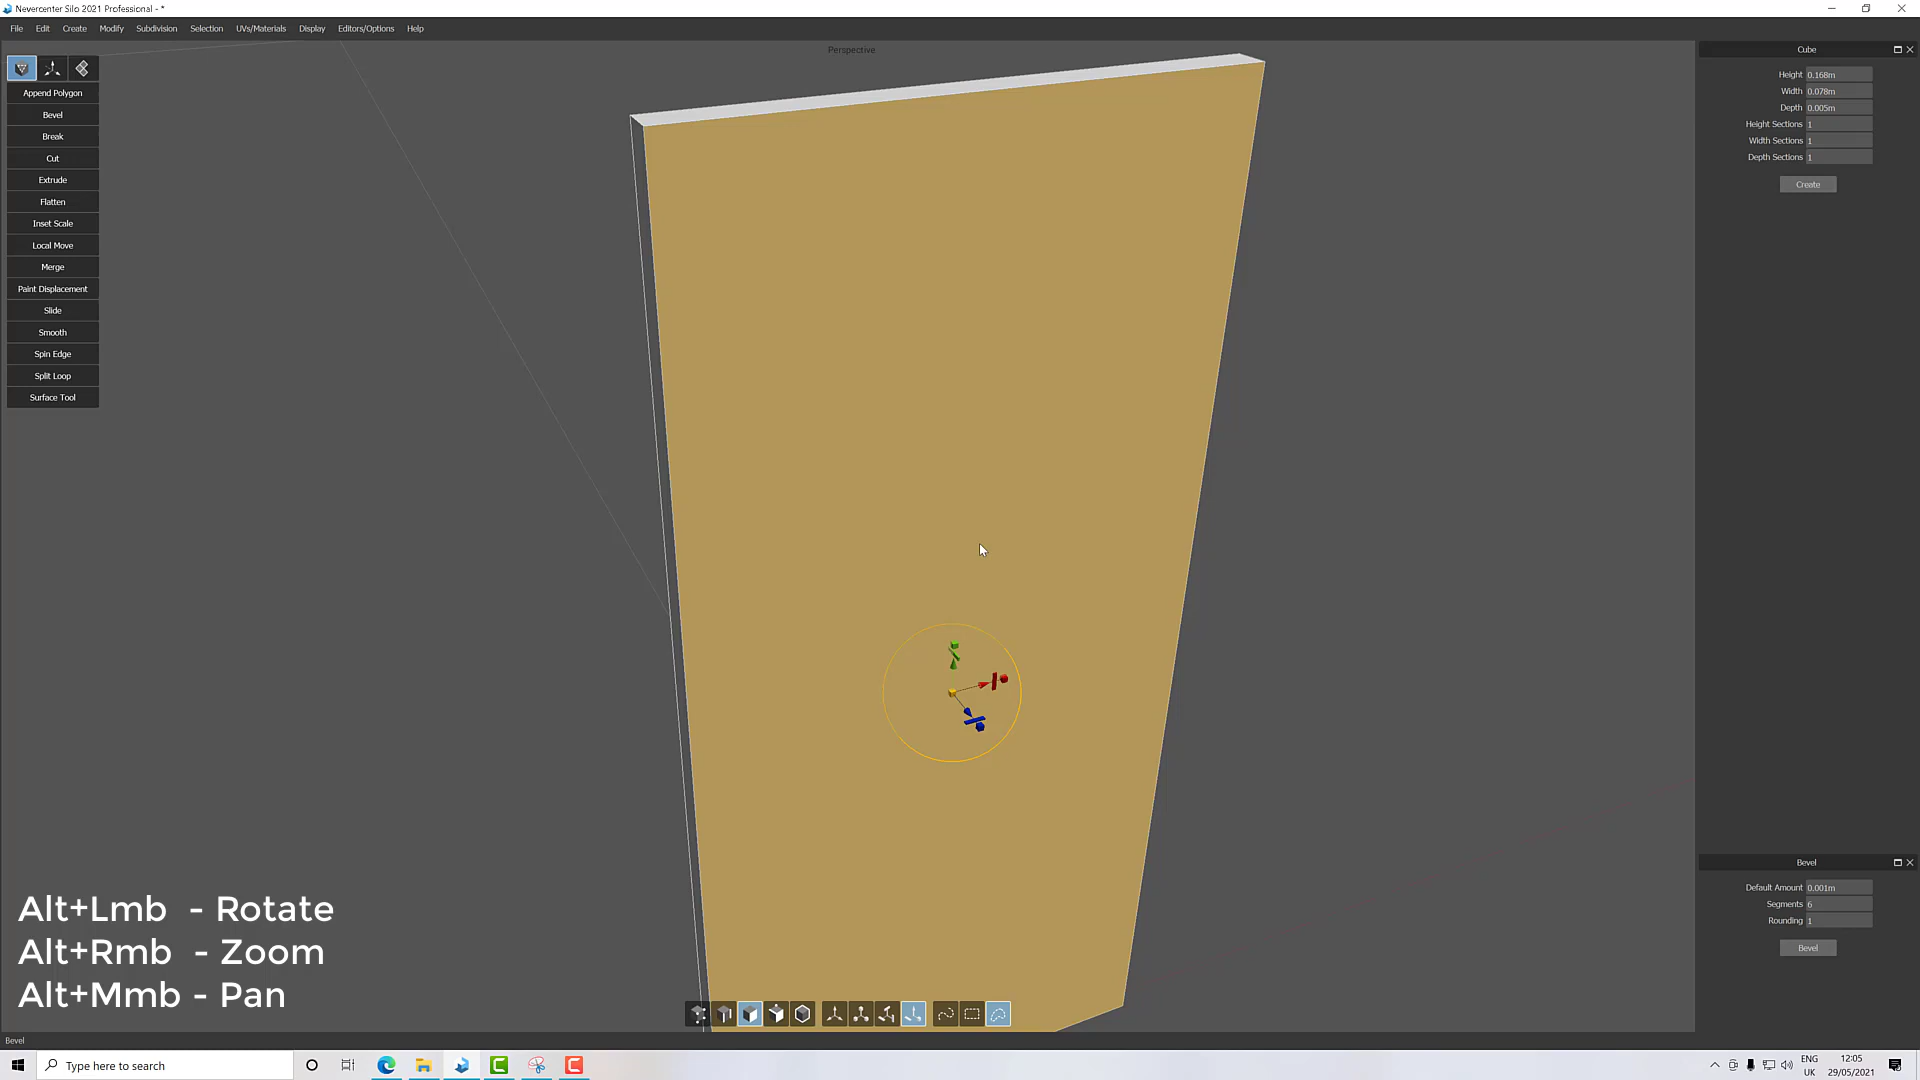 Nevercenter Silo 2021 Professional - *
File Edit Create Modify Subdivision Selection UVs/Materials Display Editors/Options Help
Perspective
Append Polygon
Bevel
Break
Cut
Extrude
Flatten
Inset Scale
Local Move
Merge
Paint Displacement
Slide
Smooth
Spin Edge
Split Loop
Surface Tool
Cube
Height 0.168m
Width 0.078m
Depth 0.005m
Height Sections 1
Width Sections 1
Depth Sections 1
Create
Bevel
Default Amount 0.001m
Segments 6
Rounding 1
Bevel
Alt+Lmb - Rotate
Alt+Rmb - Zoom
Alt+Mmb - Pan
Bevel
Type here to search
ENG
UK
12:05
29/05/2021